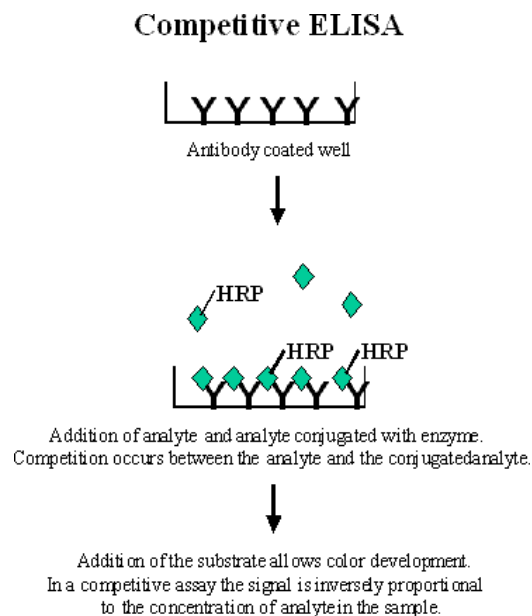 Competitive ELISA
Antibody coated well
HRP
HRP
HRP
Addition of analyte and analyte conjugated with enzyme.
Competition occurs between the analyte and the conjugatedanalyte.
Addition of the substrate allows color development.
In a competitive assay the signal is inversely proportional
to the concentration of analyte in the sample.